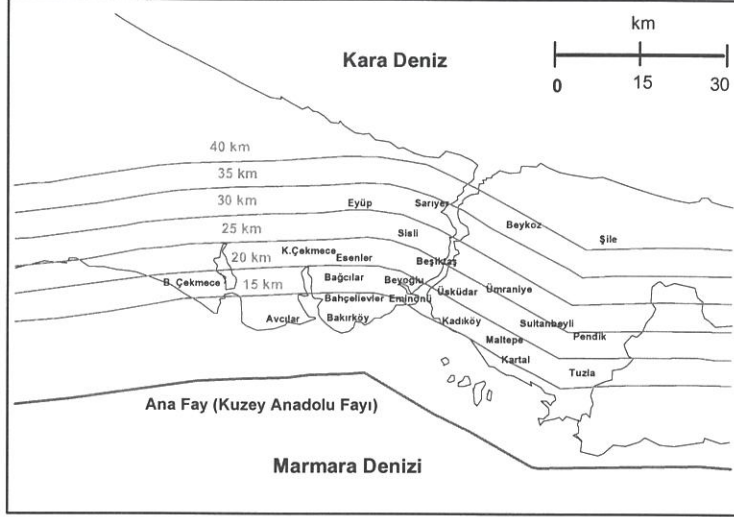 km
Kara Deniz
0 15 30
40 km
35 km
30 km
Eyüp
Sarıyer
Beykoz
25 km
Sisli
Şile
K.Çekmece
20 km
Esenler
Beşiktaş
B. Çekmece
15 km
Bağcılar
Beyoğlu
Üsküdar
Ümraniye
Bahçelievler
Eminönü
Avcılar
Bakırköy
Kadıköy
Sultanbeyli
Pendik
Maltepe
Kartal
Tuzla
Ana Fay (Kuzey Anadolu Fayı)
Marmara Denizi